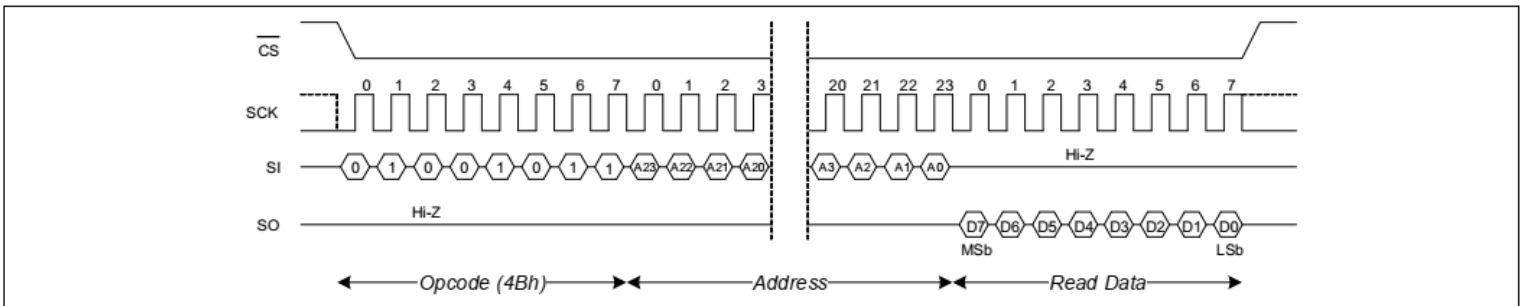 CS
0 1 2 3 4 5 6 7 0 1 2 3 20 21 22 23 0 1 2 3 4 5 6 7
SCK
Hi-Z
SI 0 1 0 0 1 0 1 1 A23 A22 A21 A20 A3 A2 A1 A0
Hi-Z
SO D7 D6 D5 D4 D3 D2 D1 D0
MSb LSb
Opcode (4Bh) Address Read Data